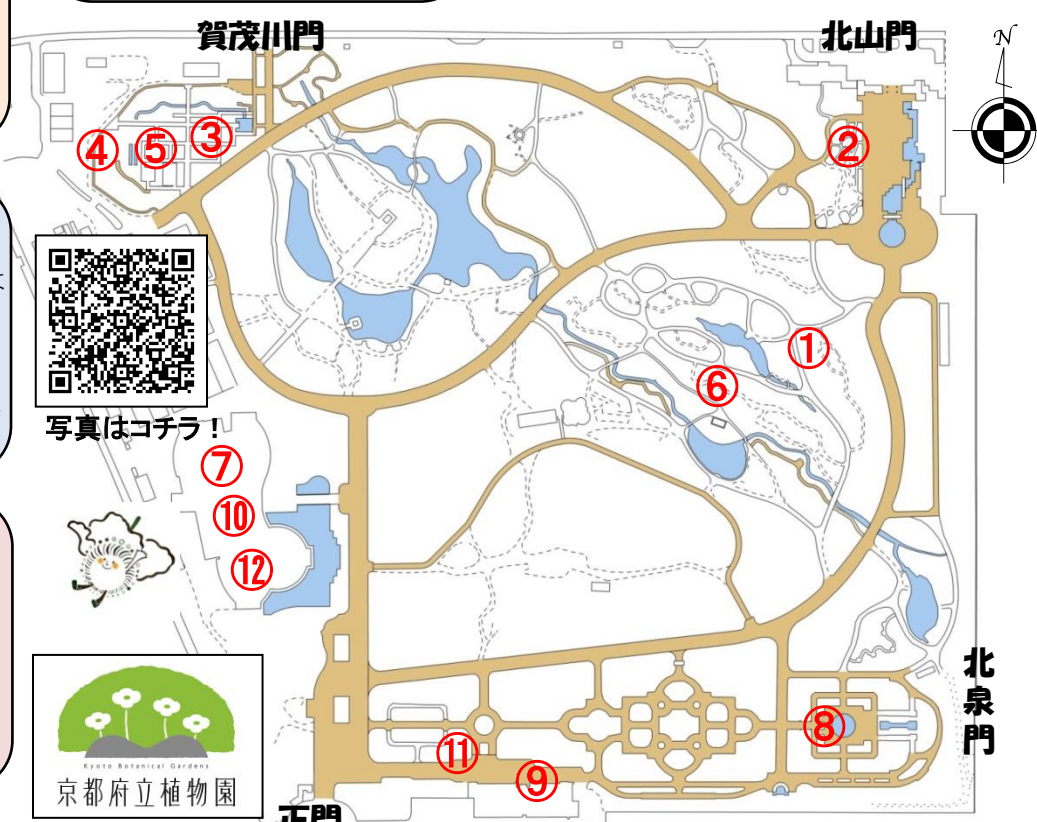 賀茂川門
北山門
N
④
⑤
③
②
①
⑥
写真はコチラ！
⑦
⑩
⑫
北泉門
⑧
⑪
⑨
Kyoto Botanical Gardens
京都府立植物園
正門